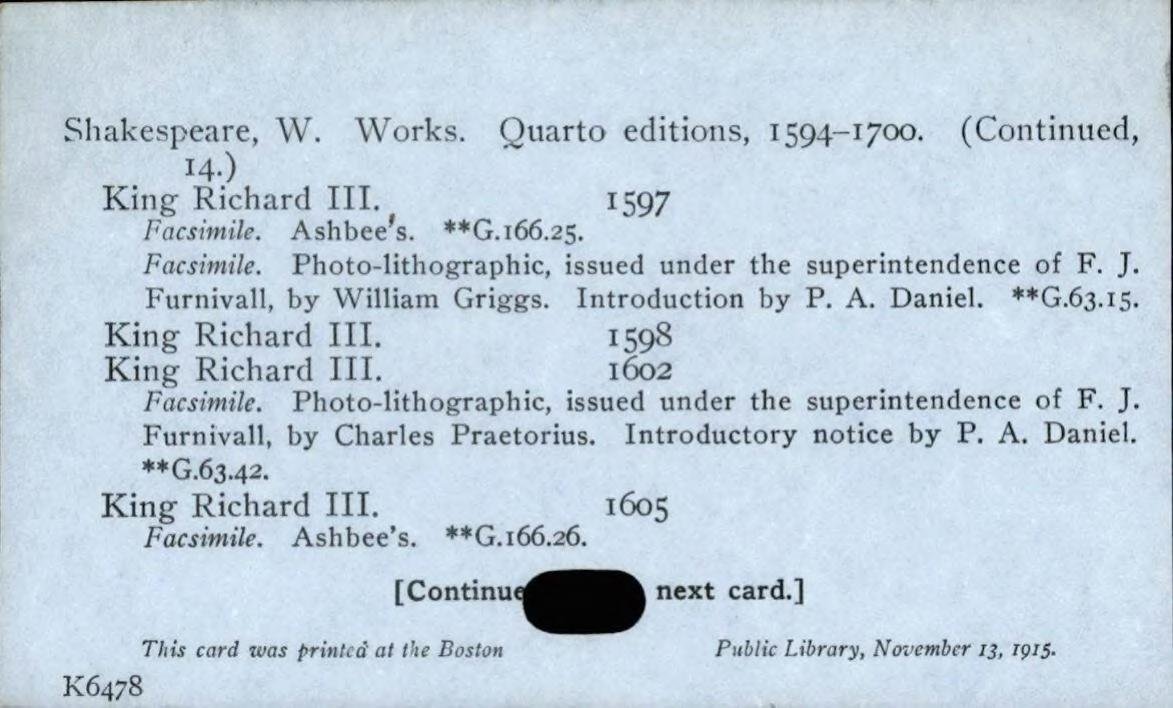 Shakespeare, W. Works. Quarto editions, 1594–1700. (Continued,
14.)
King Richard III. 1597
Facsimile. Ashbee's. **G.166.25.
Facsimile. Photo-lithographic, issued under the superintendence of F. J.
Furnivall, by William Griggs. Introduction by P. A. Daniel. **G.63.15.
King Richard III. 1598
King Richard III. 1602
Facsimile. Photo-lithographic, issued under the superintendence of F. J.
Furnivall, by Charles Praetorius. Introductory notice by P. A. Daniel.
**G.63.42.
King Richard III. 1605
Facsimile. Ashbee's. **G.166.26.
[Continue next card.]
This card was printed at the Boston Public Library, November 13, 1915.
K6478